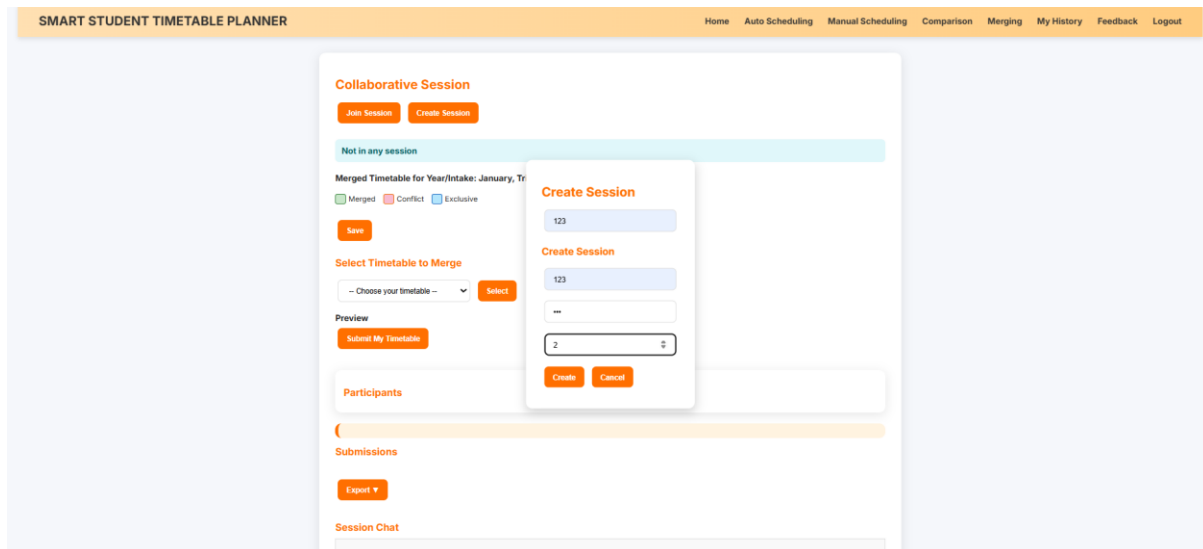 SMART STUDENT TIMETABLE PLANNER
Home Auto Scheduling Manual Scheduling Comparison Merging My History Feedback Logout
Collaborative Session
Join Session Create Session
Not in any session
Merged Timetable for Year/Intake: January, Tr
Merged Conflict Exclusive
Save
Select Timetable to Merge
-- Choose your timetable -- Select
Preview
Submit My Timetable
Participants
Submissions
Export ▼
Session Chat
Create Session
123
Create Session
123
•••
2
Create Cancel